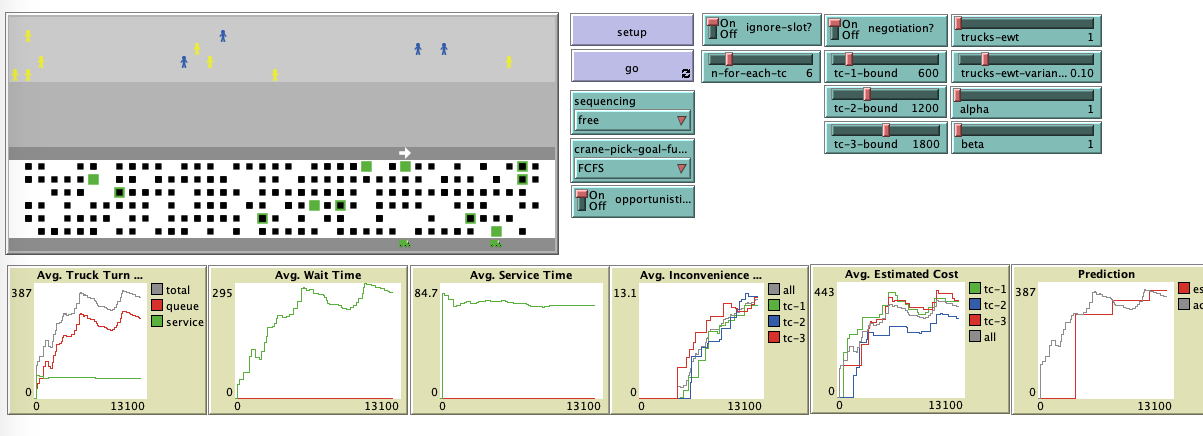 setup
On
Off
ignore-slot?
On
Off
negotiation?
trucks-ewt 1
go
n-for-each-tc 6
tc-1-bound 600
trucks-ewt-varian... 0.10
sequencing
free
tc-2-bound 1200
alpha 1
crane-pick-goal-fu...
FCFS
tc-3-bound 1800
beta 1
On
Off
opportunisti...
Avg. Truck Turn ...
387
0
0 13100
total
queue
service
Avg. Wait Time
295
0
0 13100
Avg. Service Time
84.7
0
0 13100
Avg. Inconvenience ...
13.1
0
0 13100
all
tc-1
tc-2
tc-3
Avg. Estimated Cost
443
0
0 13100
tc-1
tc-2
tc-3
all
Prediction
387
0
0 13100
es
ac